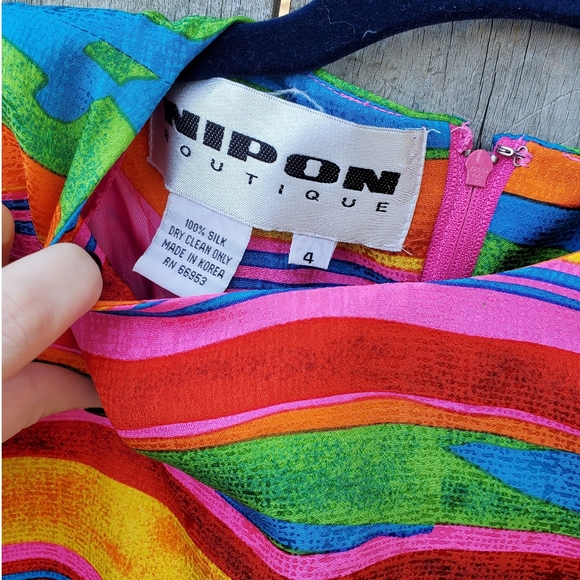 NIPON
BOUTIQUE
100% SILK
DRY CLEAN ONLY
MADE IN KOREA
RN 66953
4